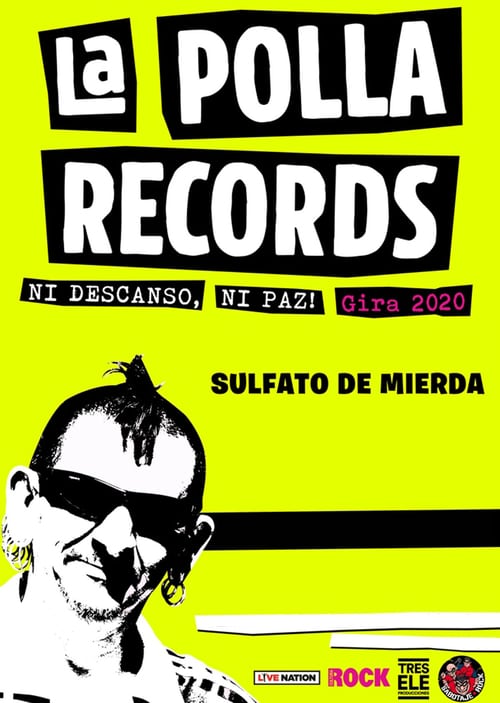 La POLLA
RECORDS
NI DESCANSO, NI PAZ! Gira 2020
SULFATO DE MIERDA
LIVE NATION
ROCK
TRES
ELE
PRODUCCIONES
SABOTAJE ROCK